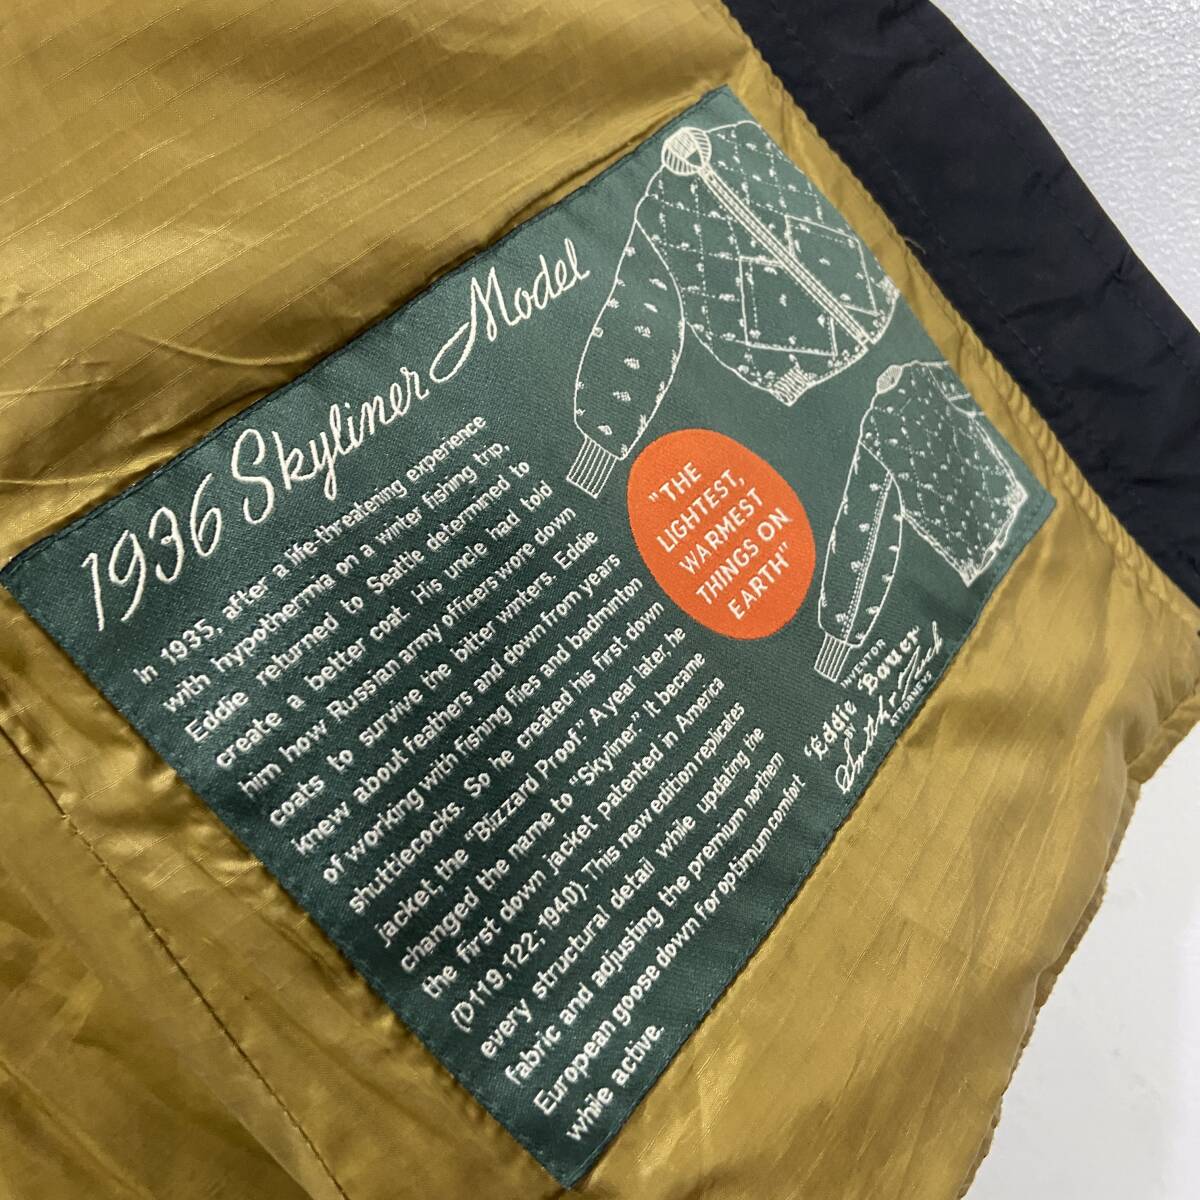 1936 Skyliner Model
In 1935, after a life-threatening experience
with hypothermia on a winter fishing trip,
Eddie returned to Seattle determined to
create a better coat. His uncle had told
him how Russian army officers wore down
coats to survive the bitter winters. Eddie
knew about feathers and down from years
of working with fishing flies and badminton
shuttlecocks. So he created his first down
jacket, the "Blizzard Proof." A year later, he
changed the name to "Skyliner." It became
the first down jacket patented in America
(D119,122; 1940). This new edition replicates
every structural detail while updating the
fabric and adjusting the premium northern
European goose down for optimum comfort
while active.
"THE
LIGHTEST,
WARMEST
THINGS ON
EARTH"
INVENTOR
"Eddie" Bauer
BY
ATTORNEYS